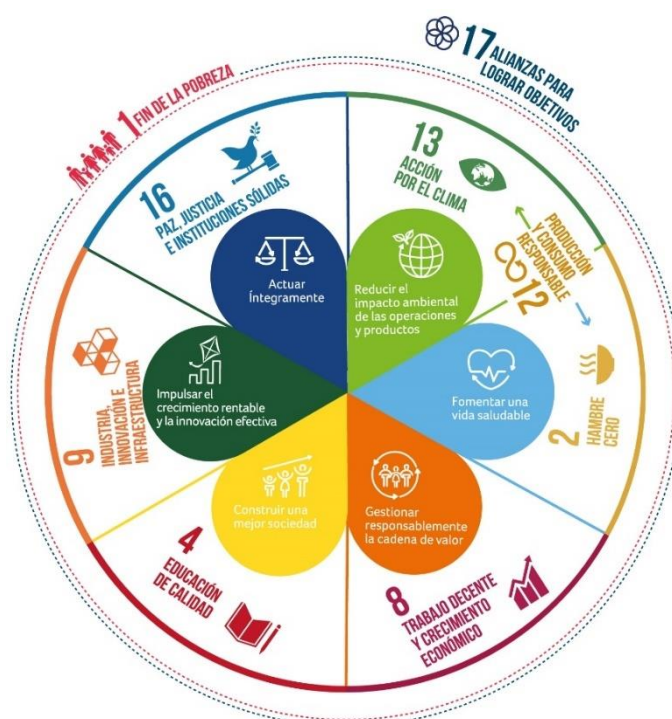 1 FIN DE LA POBREZA
17 ALIANZAS PARA
LOGRAR OBJETIVOS
16
PAZ, JUSTICIA
E INSTITUCIONES SÓLIDAS
13
ACCIÓN
POR EL CLIMA
PRODUCCIÓN
Y CONSUMO
RESPONSABLE
12
Actuar
Íntegramente
Reducir el
impacto ambiental
de las operaciones
y productos
9
INDUSTRIA,
INNOVACIÓN E
INFRAESTRUCTURA
Impulsar el
crecimiento rentable
y la innovación efectiva
Fomentar una
vida saludable
2
HAMBRE
CERO
Construir una
mejor sociedad
Gestionar
responsablemente
la cadena de valor
4
EDUCACIÓN
DE CALIDAD
8
TRABAJO DECENTE
Y CRECIMIENTO
ECONÓMICO